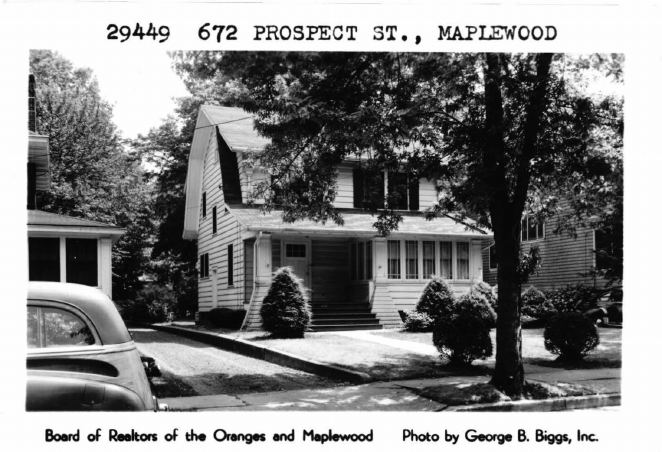 29449 672 PROSPECT ST., MAPLEWOOD
Board of Realtors of the Oranges and Maplewood Photo by George B. Biggs, Inc.